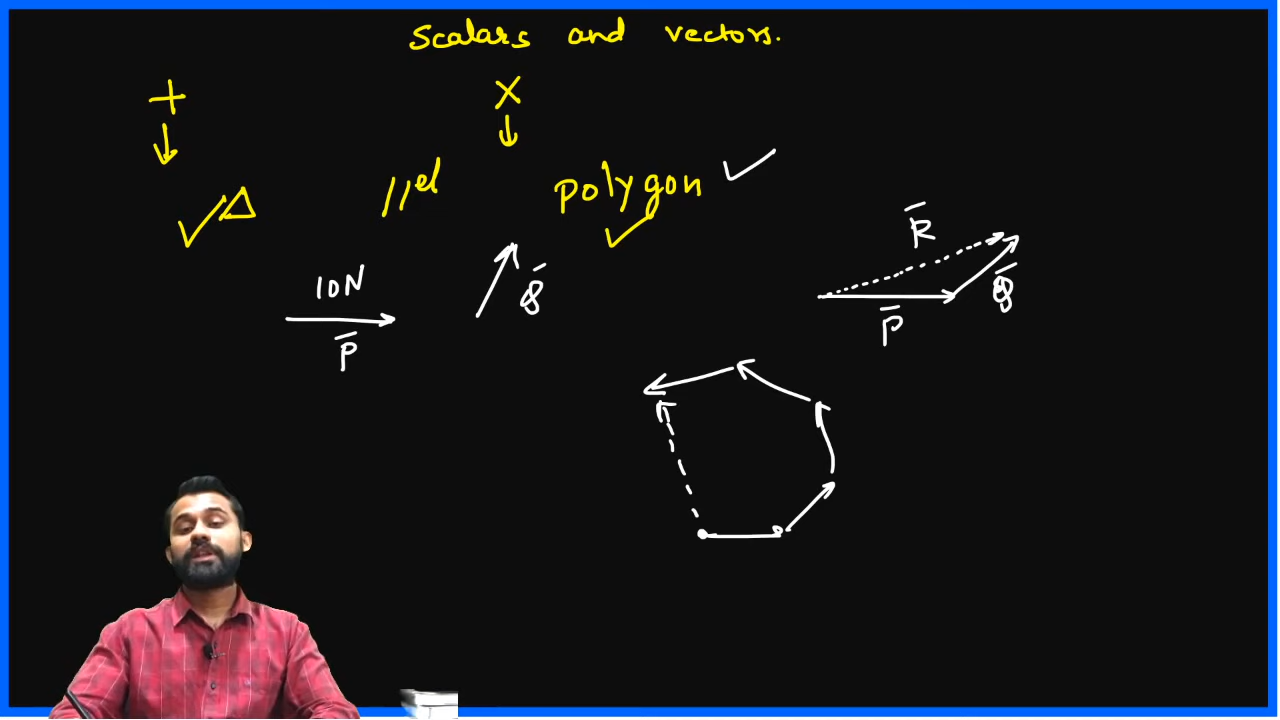 Scalars and vectors.
+ X
Δ //el polygon
10N
P̄ Q̄
R̄
P̄ Q̄